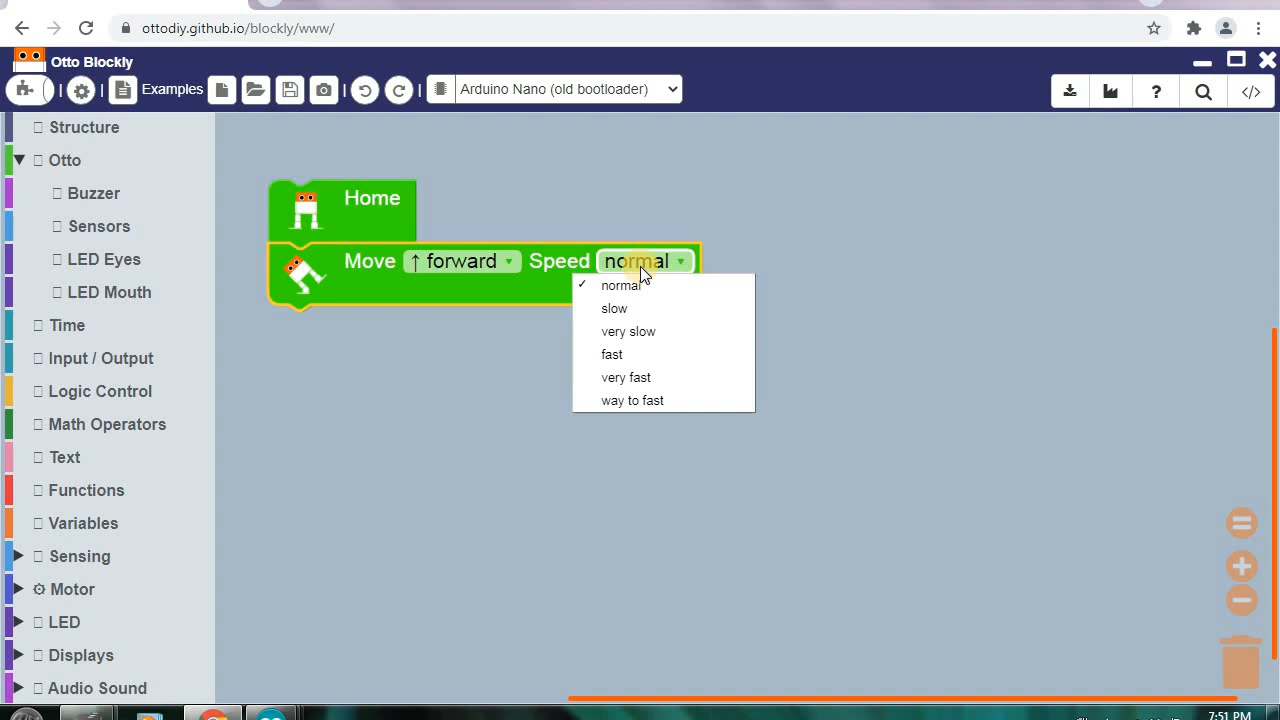 ottodiy.github.io/blockly/www/
Otto Blockly
Examples
Arduino Nano (old bootloader)
?
</>
Structure
Otto
Buzzer
Sensors
LED Eyes
LED Mouth
Time
Input / Output
Logic Control
Math Operators
Text
Functions
Variables
Sensing
Motor
LED
Displays
Audio Sound
Home
Move ↑ forward Speed normal
normal
slow
very slow
fast
very fast
way to fast
7:51 PM